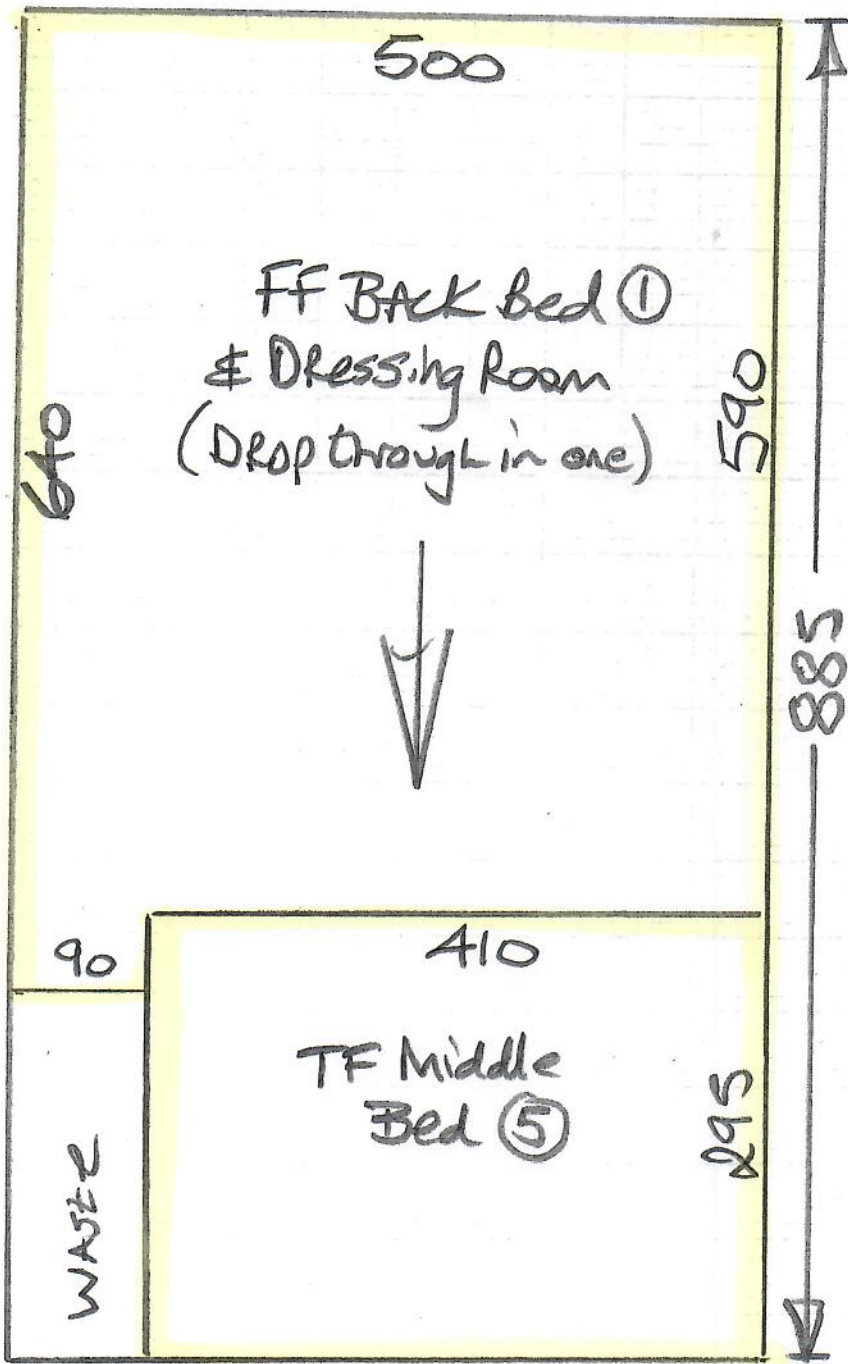 500
FF BACK Bed ①
& Dressing Room
(DROP through in one)
640
590
885
90
410
TF Middle
Bed ⑤
295
WASTE